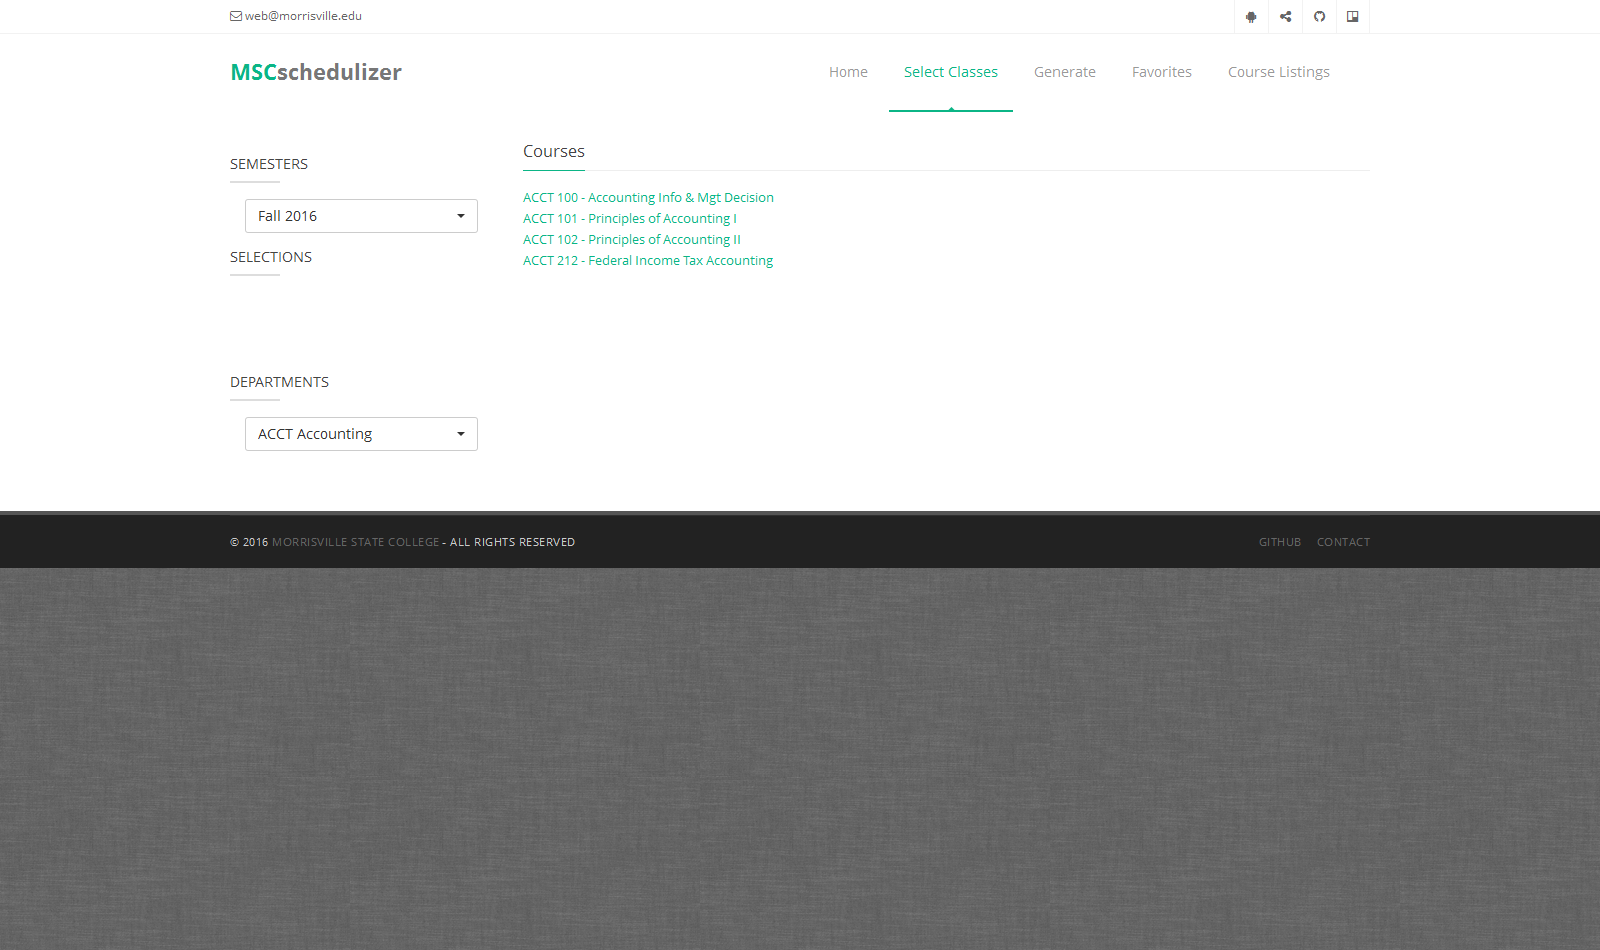 web@morrisville.edu
MSCschedulizer
Home
Select Classes
Generate
Favorites
Course Listings
SEMESTERS
Fall 2016
SELECTIONS
DEPARTMENTS
ACCT Accounting
Courses
ACCT 100 - Accounting Info & Mgt Decision
ACCT 101 - Principles of Accounting I
ACCT 102 - Principles of Accounting II
ACCT 212 - Federal Income Tax Accounting
© 2016 MORRISVILLE STATE COLLEGE - ALL RIGHTS RESERVED
GITHUB
CONTACT